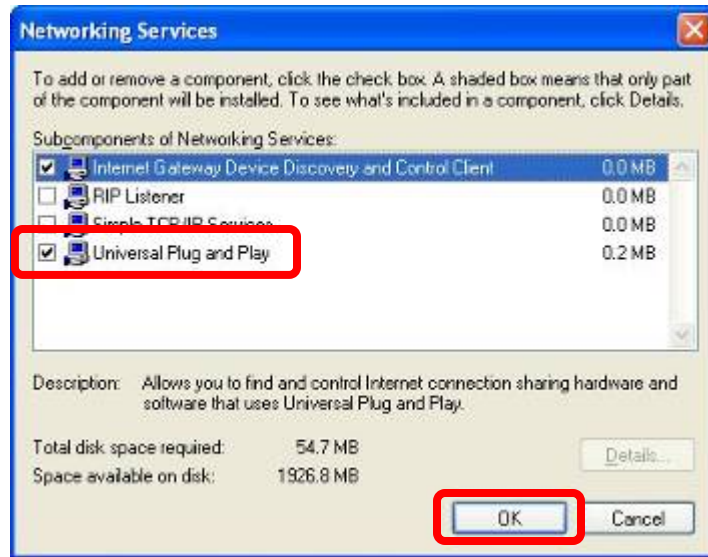 Networking Services
To add or remove a component, click the check box. A shaded box means that only part
of the component will be installed. To see what's included in a component, click Details.
Subcomponents of Networking Services:
Internet Gateway Device Discovery and Control Client 0.0 MB
RIP Listener 0.0 MB
Simple TCP/IP Services 0.0 MB
Universal Plug and Play 0.2 MB
Description: Allows you to find and control Internet connection sharing hardware and
software that uses Universal Plug and Play.
Total disk space required: 54.7 MB
Details...
Space available on disk: 1926.8 MB
OK Cancel